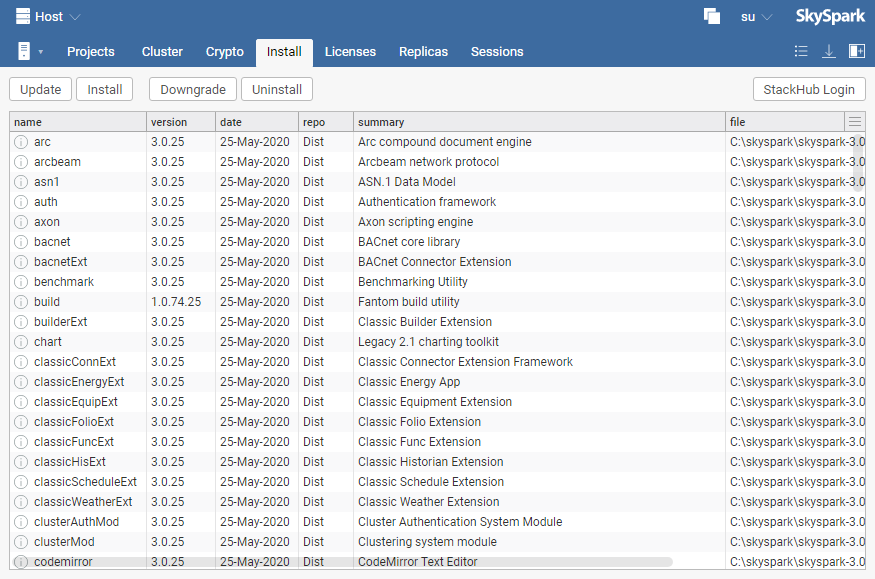 Host su SkySpark
Projects Cluster Crypto Install Licenses Replicas Sessions
Update Install Downgrade Uninstall StackHub Login
name version date repo summary file
arc 3.0.25 25-May-2020 Dist Arc compound document engine C:\skyspark\skyspark-3.0
arcbeam 3.0.25 25-May-2020 Dist Arcbeam network protocol C:\skyspark\skyspark-3.0
asn1 3.0.25 25-May-2020 Dist ASN.1 Data Model C:\skyspark\skyspark-3.0
auth 3.0.25 25-May-2020 Dist Authentication framework C:\skyspark\skyspark-3.0
axon 3.0.25 25-May-2020 Dist Axon scripting engine C:\skyspark\skyspark-3.0
bacnet 3.0.25 25-May-2020 Dist BACnet core library C:\skyspark\skyspark-3.0
bacnetExt 3.0.25 25-May-2020 Dist BACnet Connector Extension C:\skyspark\skyspark-3.0
benchmark 3.0.25 25-May-2020 Dist Benchmarking Utility C:\skyspark\skyspark-3.0
build 1.0.74.25 25-May-2020 Dist Fantom build utility C:\skyspark\skyspark-3.0
builderExt 3.0.25 25-May-2020 Dist Classic Builder Extension C:\skyspark\skyspark-3.0
chart 3.0.25 25-May-2020 Dist Legacy 2.1 charting toolkit C:\skyspark\skyspark-3.0
classicConnExt 3.0.25 25-May-2020 Dist Classic Connector Extension Framework C:\skyspark\skyspark-3.0
classicEnergyExt 3.0.25 25-May-2020 Dist Classic Energy App C:\skyspark\skyspark-3.0
classicEquipExt 3.0.25 25-May-2020 Dist Classic Equipment Extension C:\skyspark\skyspark-3.0
classicFolioExt 3.0.25 25-May-2020 Dist Classic Folio Extension C:\skyspark\skyspark-3.0
classicFuncExt 3.0.25 25-May-2020 Dist Classic Func Extension C:\skyspark\skyspark-3.0
classicHisExt 3.0.25 25-May-2020 Dist Classic Historian Extension C:\skyspark\skyspark-3.0
classicScheduleExt 3.0.25 25-May-2020 Dist Classic Schedule Extension C:\skyspark\skyspark-3.0
classicWeatherExt 3.0.25 25-May-2020 Dist Classic Weather Extension C:\skyspark\skyspark-3.0
clusterAuthMod 3.0.25 25-May-2020 Dist Cluster Authentication System Module C:\skyspark\skyspark-3.0
clusterMod 3.0.25 25-May-2020 Dist Clustering system module C:\skyspark\skyspark-3.0
codemirror 3.0.25 25-May-2020 Dist CodeMirror Text Editor C:\skyspark\skyspark-3.0